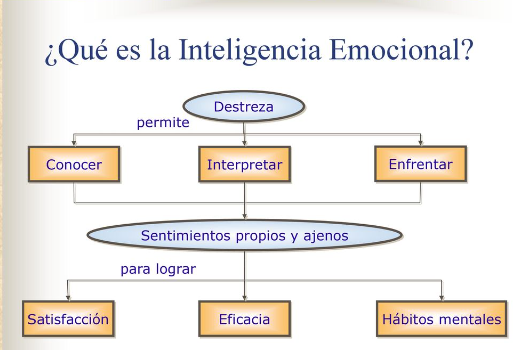 ¿Qué es la Inteligencia Emocional?
Destreza
permite
Conocer
Interpretar
Enfrentar
Sentimientos propios y ajenos
para lograr
Satisfacción
Eficacia
Hábitos mentales